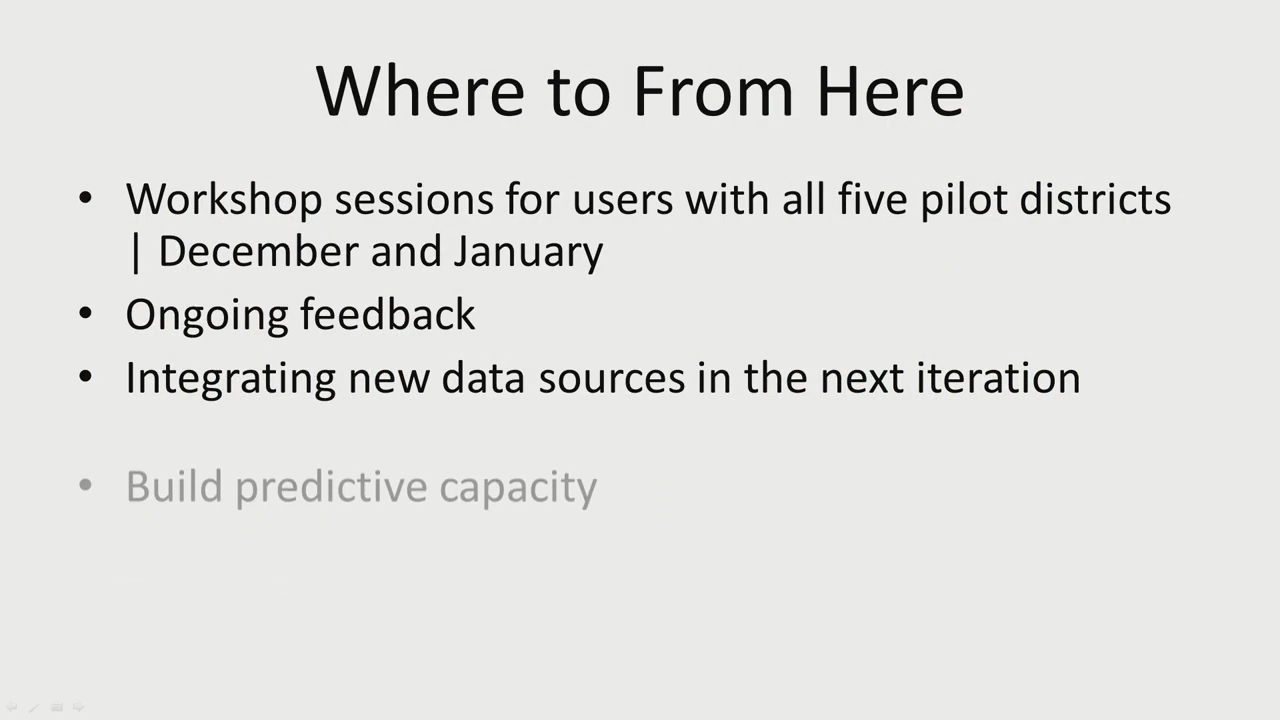 Where to From Here
• Workshop sessions for users with all five pilot districts
| December and January
• Ongoing feedback
• Integrating new data sources in the next iteration
• Build predictive capacity